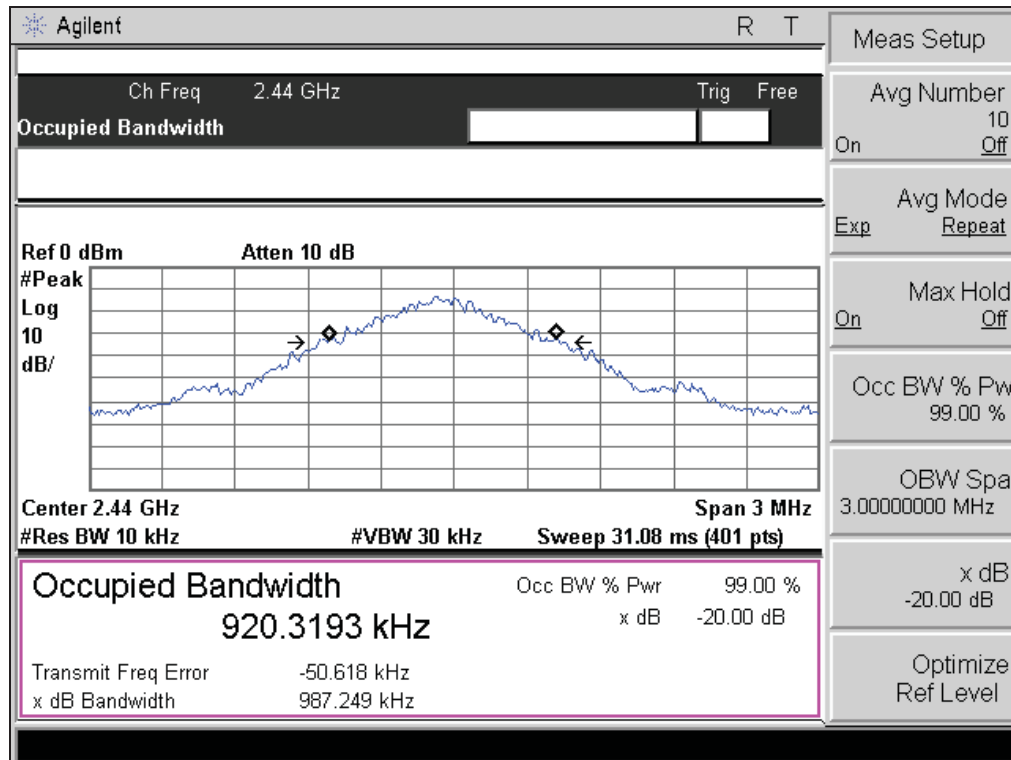 Agilent R T
Ch Freq 2.44 GHz Trig Free
Occupied Bandwidth
Ref 0 dBm Atten 10 dB
#Peak
Log
10
dB/
Center 2.44 GHz Span 3 MHz
#Res BW 10 kHz #VBW 30 kHz Sweep 31.08 ms (401 pts)
Occupied Bandwidth Occ BW % Pwr 99.00 %
920.3193 kHz x dB -20.00 dB
Transmit Freq Error -50.618 kHz
x dB Bandwidth 987.249 kHz
Meas Setup
Avg Number
10
On Off
Avg Mode
Exp Repeat
Max Hold
On Off
Occ BW % Pw
99.00 %
OBW Spa
3.00000000 MHz
x dB
-20.00 dB
Optimize
Ref Level